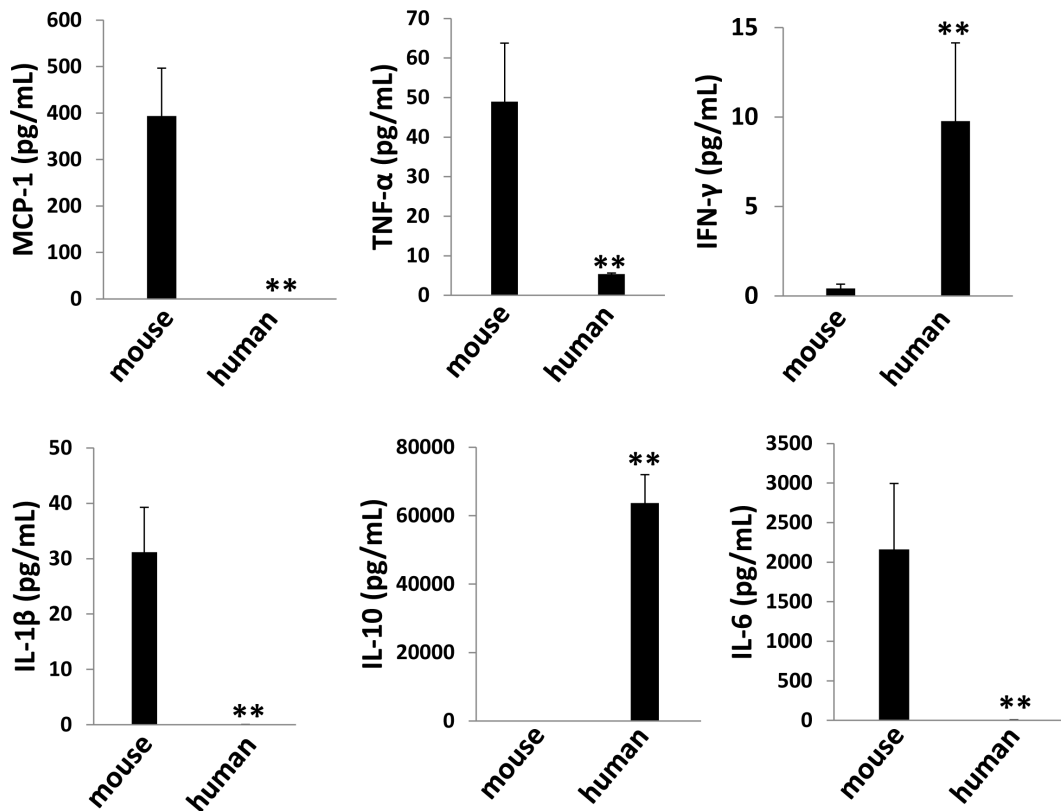 MCP-1 (pg/mL)
600
500
400
300
200
100
0
**
mouse
human
TNF-α (pg/mL)
70
60
50
40
30
20
10
0
**
mouse
human
IFN-γ (pg/mL)
15
10
5
0
**
mouse
human
IL-1β (pg/mL)
50
40
30
20
10
0
**
mouse
human
IL-10 (pg/mL)
80000
60000
40000
20000
0
**
mouse
human
IL-6 (pg/mL)
3500
3000
2500
2000
1500
1000
500
0
**
mouse
human